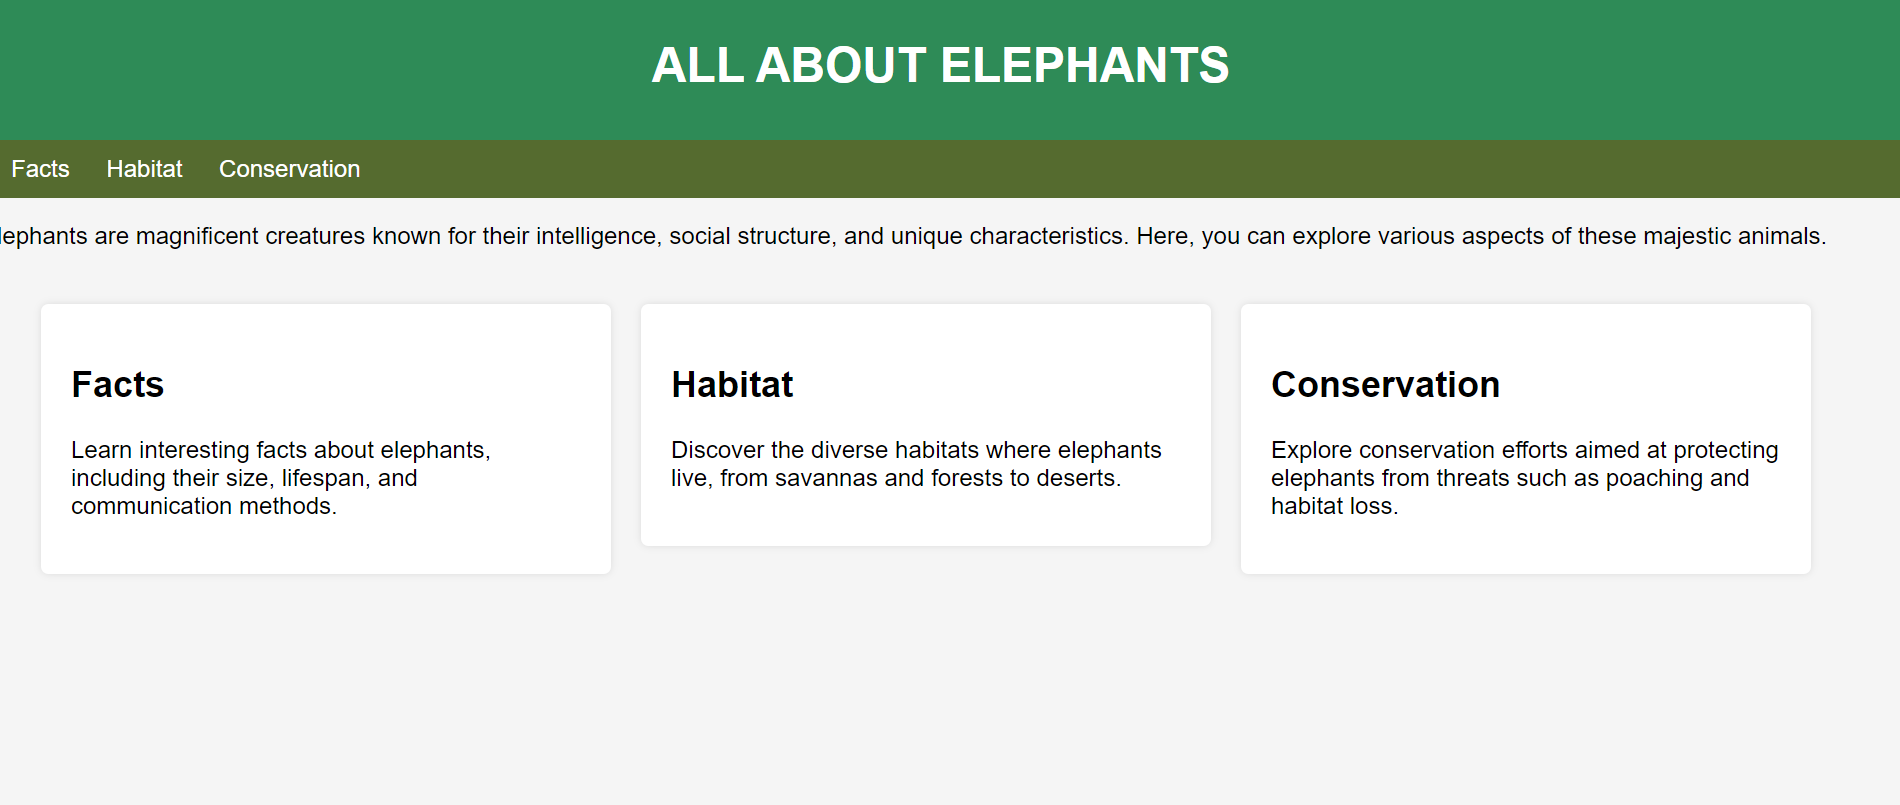 ALL ABOUT ELEPHANTS
Facts Habitat Conservation
lephants are magnificent creatures known for their intelligence, social structure, and unique characteristics. Here, you can explore various aspects of these majestic animals.
Facts
Learn interesting facts about elephants,
including their size, lifespan, and
communication methods.
Habitat
Discover the diverse habitats where elephants
live, from savannas and forests to deserts.
Conservation
Explore conservation efforts aimed at protecting
elephants from threats such as poaching and
habitat loss.